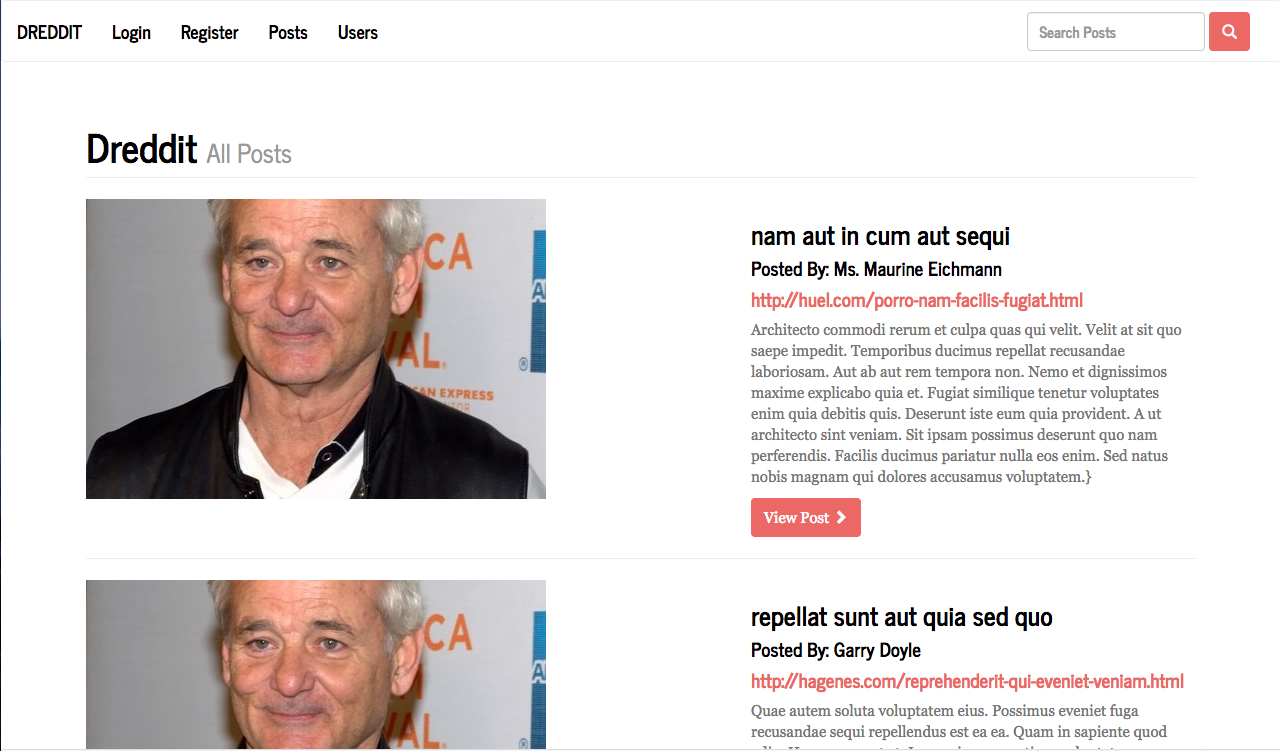 DREDDIT Login Register Posts Users Search Posts
Dreddit All Posts
CA
M
VAL.
®
A
CAN EXPRESS
nam aut in cum aut sequi
Posted By: Ms. Maurine Eichmann
http://huel.com/porro-nam-facilis-fugiat.html
Architecto commodi rerum et culpa quas qui velit. Velit at sit quo
saepe impedit. Temporibus ducimus repellat recusandae
laboriosam. Aut ab aut rem tempora non. Nemo et dignissimos
maxime explicabo quia et. Fugiat similique tenetur voluptates
enim quia debitis quis. Deserunt iste eum quia provident. A ut
architecto sint veniam. Sit ipsam possimus deserunt quo nam
perferendis. Facilis ducimus pariatur nulla eos enim. Sed natus
nobis magnam qui dolores accusamus voluptatem.}
View Post
CA
M
VAL
A
repellat sunt aut quia sed quo
Posted By: Garry Doyle
http://hagenes.com/reprehenderit-qui-eveniet-veniam.html
Quae autem soluta voluptatem eius. Possimus eveniet fuga
recusandae sequi repellendus est ea ea. Quam in sapiente quod